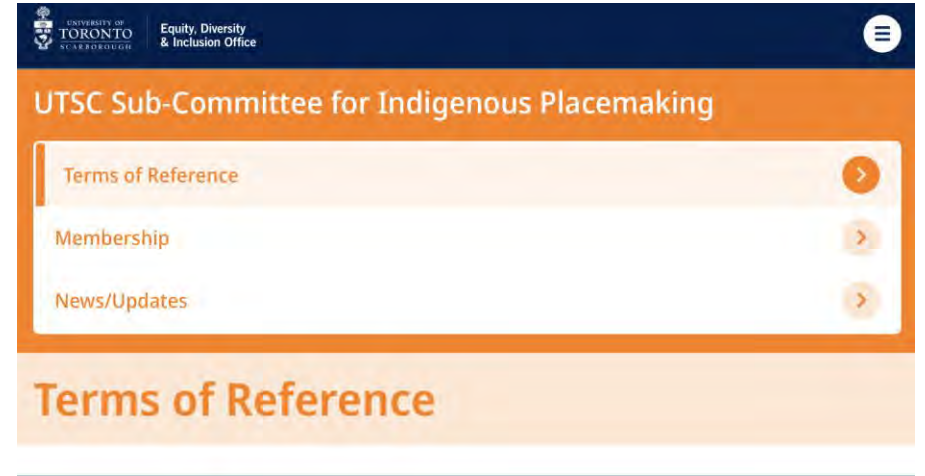 UNIVERSITY OF
TORONTO
SCARBOROUGH
Equity, Diversity
& Inclusion Office
UTSC Sub-Committee for Indigenous Placemaking
Terms of Reference
Membership
News/Updates
Terms of Reference